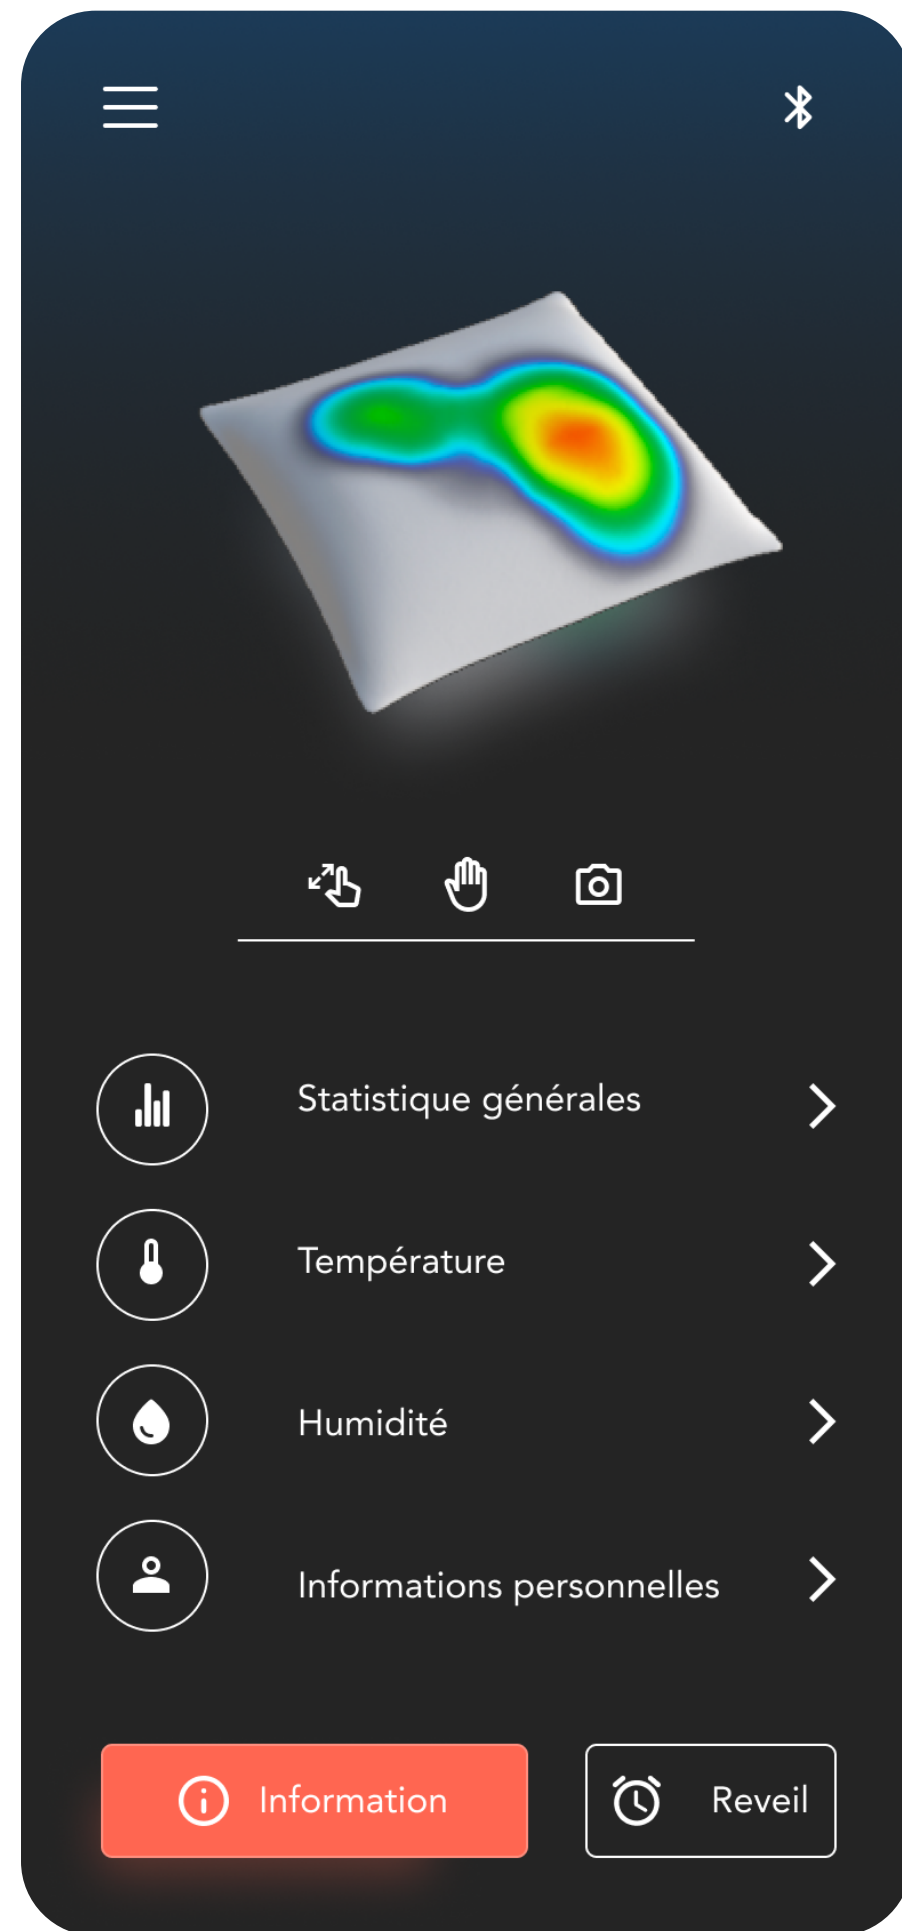 Statistique générales
Température
Humidité
Informations personnelles
Information
Reveil